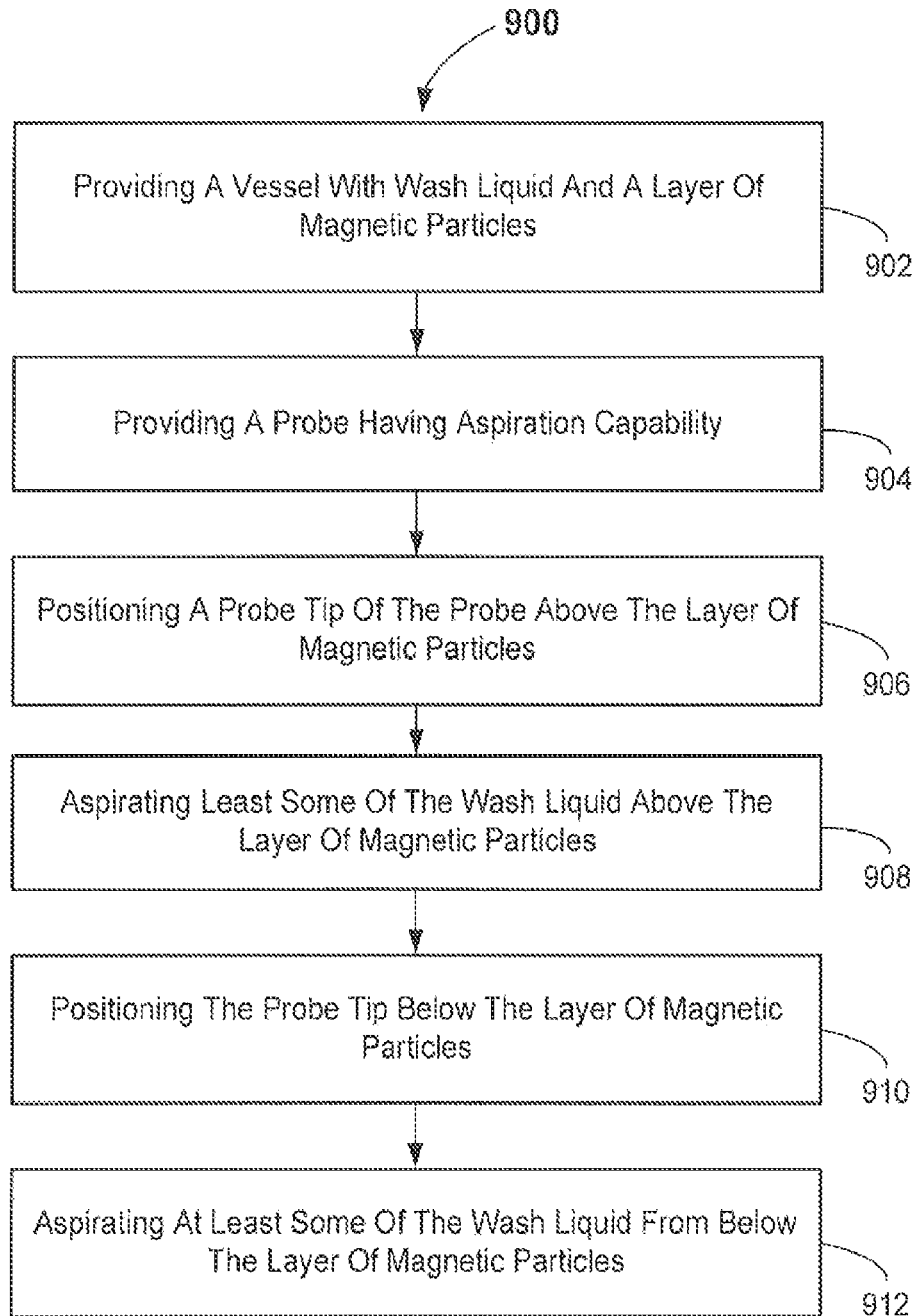 900
Providing A Vessel With Wash Liquid And A Layer Of
Magnetic Particles
902
Providing A Probe Having Aspiration Capability
904
Positioning A Probe Tip Of The Probe Above The Layer Of
Magnetic Particles
906
Aspirating Least Some Of The Wash Liquid Above The
Layer Of Magnetic Particles
908
Positioning The Probe Tip Below The Layer Of Magnetic
Particles
910
Aspirating At Least Some Of The Wash Liquid From Below
The Layer Of Magnetic Particles
912